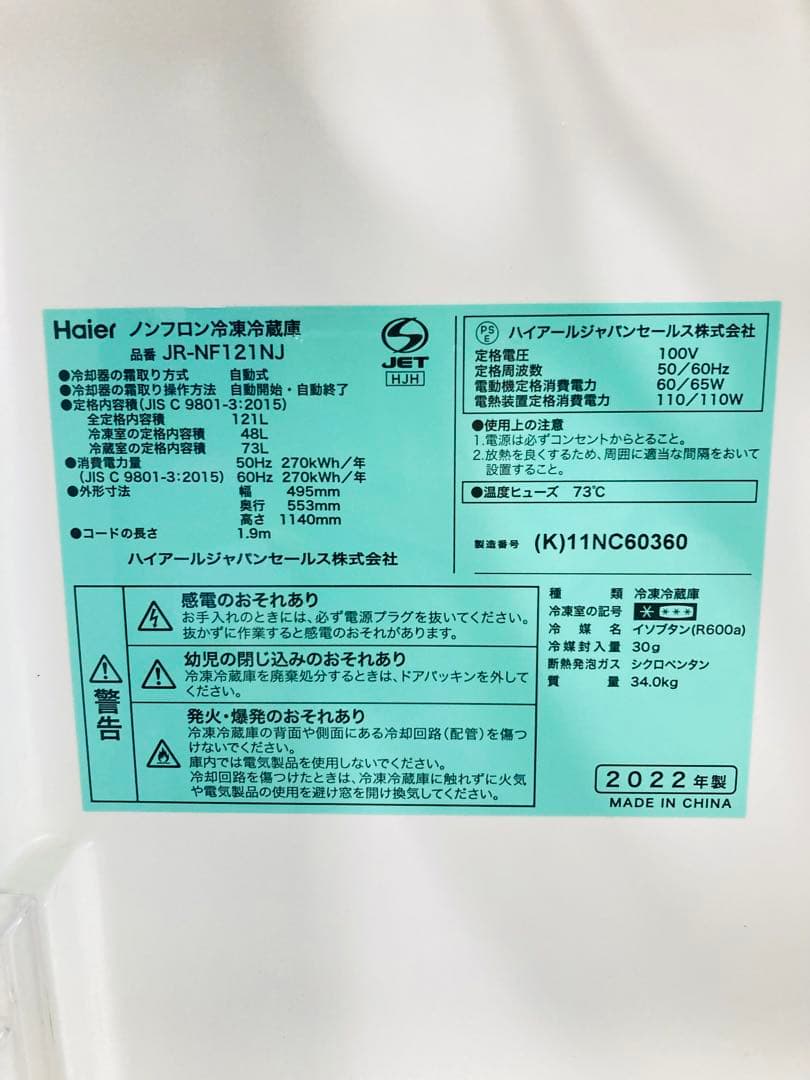 Haier ノンフロン冷凍冷蔵庫
品番 JR-NF121NJ
JET
HJH
●冷却器の霜取り方式 自動式
●冷却器の霜取り操作方法 自動開始・自動終了
●定格内容積(JIS C 9801-3:2015)
全定格内容積 121L
冷凍室の定格内容積 48L
冷蔵室の定格内容積 73L
●消費電力量 50Hz 270kWh/年
(JIS C 9801-3:2015) 60Hz 270kWh/年
●外形寸法 幅 495mm
奥行 553mm
高さ 1140mm
●コードの長さ 1.9m
ハイアールジャパンセールス株式会社
PSE ハイアールジャパンセールス株式会社
定格電圧 100V
定格周波数 50/60Hz
電動機定格消費電力 60/65W
電熱装置定格消費電力 110/110W
●使用上の注意
1.電源は必ずコンセントからとること。
2.放熱を良くするため、周囲に適当な間隔をおいて
設置すること。
●温度ヒューズ 73℃
製造番号 (K)11NC60360
警告
感電のおそれあり
お手入れのときには、必ず電源プラグを抜いてください。
抜かずに作業すると感電のおそれがあります。
幼児の閉じ込みのおそれあり
冷凍冷蔵庫を廃棄処分するときは、ドアパッキンを外して
ください。
発火・爆発のおそれあり
冷凍冷蔵庫の背面や側面にある冷却回路(配管)を傷つ
けないでください。
庫内では電気製品を使用しないでください。
冷却回路を傷つけたときは、冷凍冷蔵庫に触れずに火気
や電気製品の使用を避け窓を開け換気してください。
種類 冷凍冷蔵庫
冷凍室の記号
冷媒名 イソブタン(R600a)
冷媒封入量 30g
断熱発泡ガス シクロペンタン
質量 34.0kg
2022年製
MADE IN CHINA